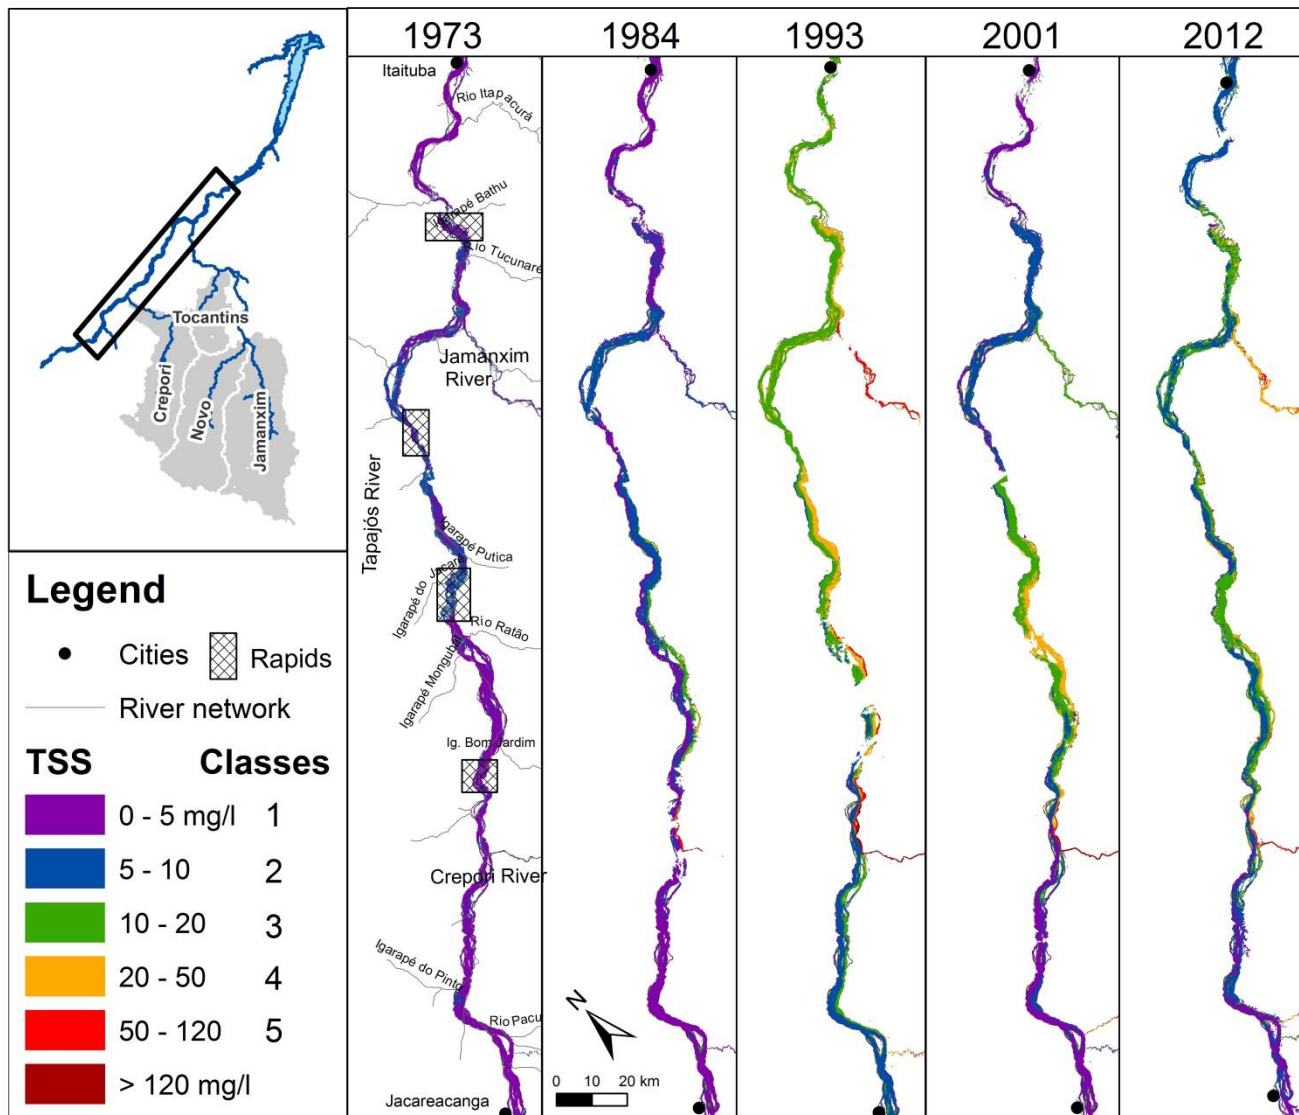 1973
1984
1993
2001
2012
Itaituba
Rio Itapacurá
Igarapé Bathu
Rio Tucunaré
Jamanxim
River
Tapajós River
Igarapé Putica
Igarapé do Jacaré
Rio Ratão
Igarapé Mongubal
Ig. Bom Jardim
Crepori River
Igarapé do Pinto
Rio Pacu
Jacareacanga
N
0 10 20 km
Tocantins
Crepori
Novo
Jamanxim
Legend
Cities
Rapids
River network
TSS Classes
0 - 5 mg/l 1
5 - 10 2
10 - 20 3
20 - 50 4
50 - 120 5
> 120 mg/l